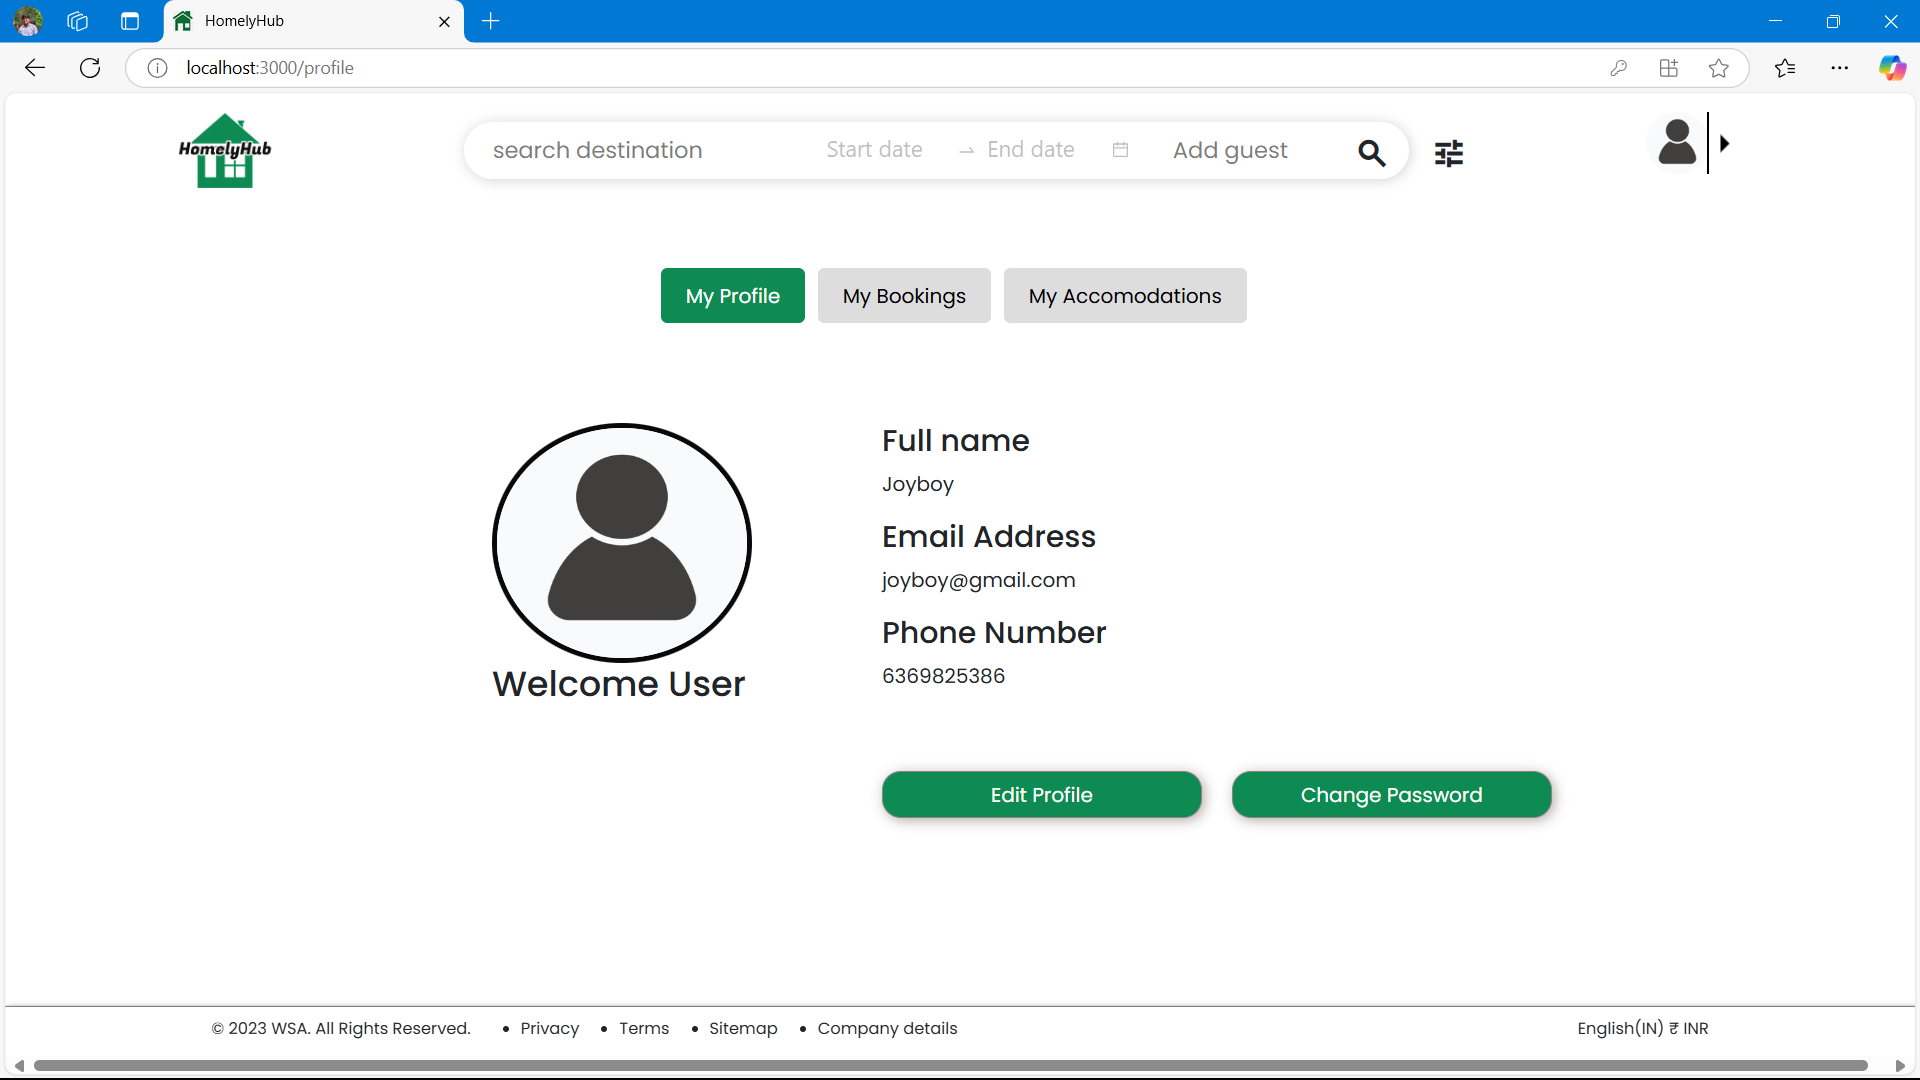 HomelyHub
localhost:3000/profile
HomelyHub
search destination Start date → End date Add guest
My Profile My Bookings My Accomodations
Full name
Joyboy
Email Address
joyboy@gmail.com
Phone Number
6369825386
Welcome User
Edit Profile Change Password
© 2023 WSA. All Rights Reserved. • Privacy • Terms • Sitemap • Company details English(IN) ₹ INR